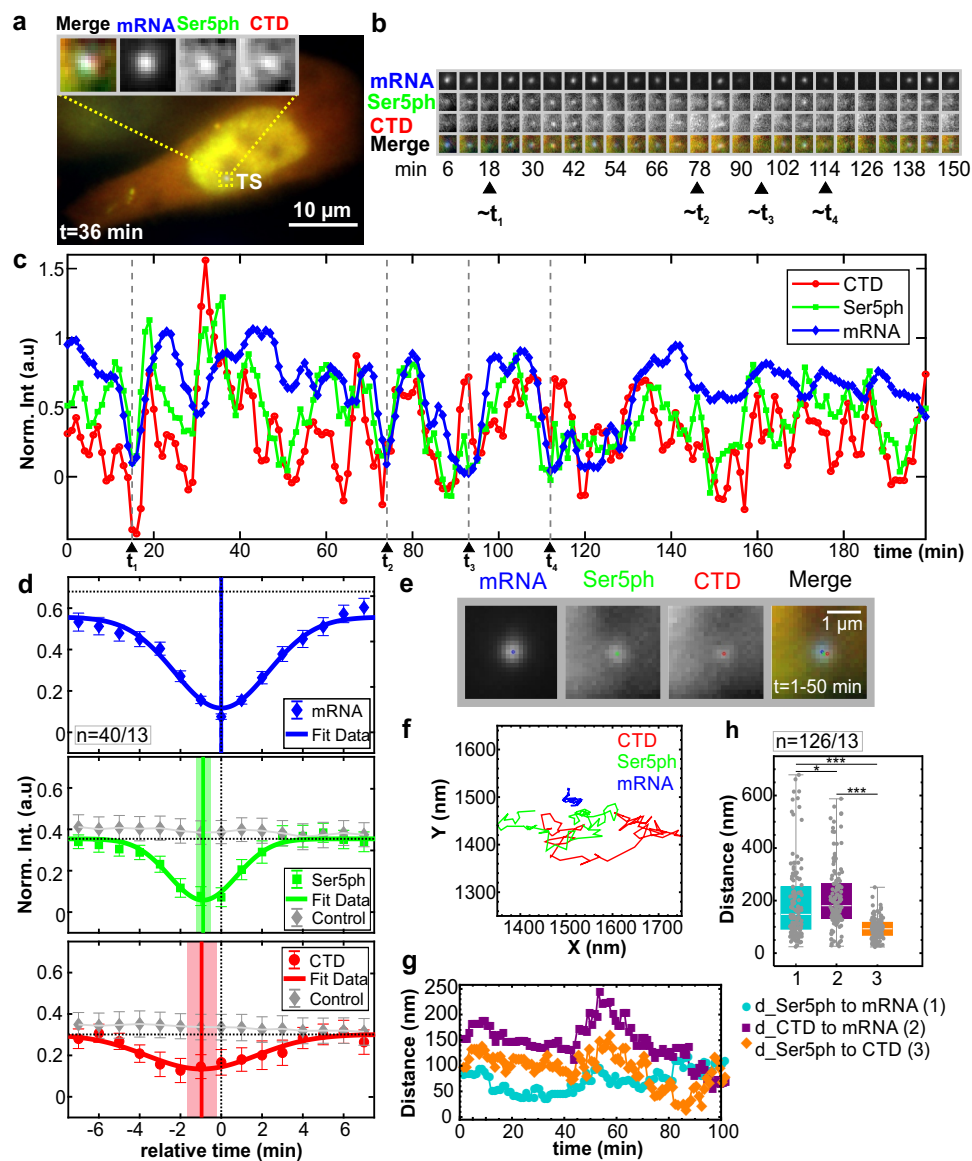 a
Merge mRNA Ser5ph CTD
TS
10 µm
t=36 min
b
mRNA
Ser5ph
CTD
Merge
min 6 18 30 42 54 66 78 90 102 114 126 138 150
~t1 ~t2 ~t3 ~t4
c
Norm. Int (a.u)
1.5
1
0.5
0
CTD
Ser5ph
mRNA
0 20 40 60 80 100 120 140 160 180 time (min)
t1 t2 t3 t4
d
Norm. Int. (a.u)
0.6
0.4
0.2
0
n=40/13
mRNA
Fit Data
0.6
0.4
0.2
0
Ser5ph
Fit Data
Control
0.6
0.4
0.2
0
CTD
Fit Data
Control
-6 -4 -2 0 2 4 6
relative time (min)
e
mRNA Ser5ph CTD Merge
1 µm
t=1-50 min
f
Y (nm)
1600
1500
1400
1300
CTD
Ser5ph
mRNA
1400 1500 1600 1700
X (nm)
g
Distance (nm)
250
200
150
100
50
0
0 20 40 60 80 100
time (min)
h
n=126/13
***
*
***
Distance (nm)
600
400
200
0
1 2 3
d_Ser5ph to mRNA (1)
d_CTD to mRNA (2)
d_Ser5ph to CTD (3)